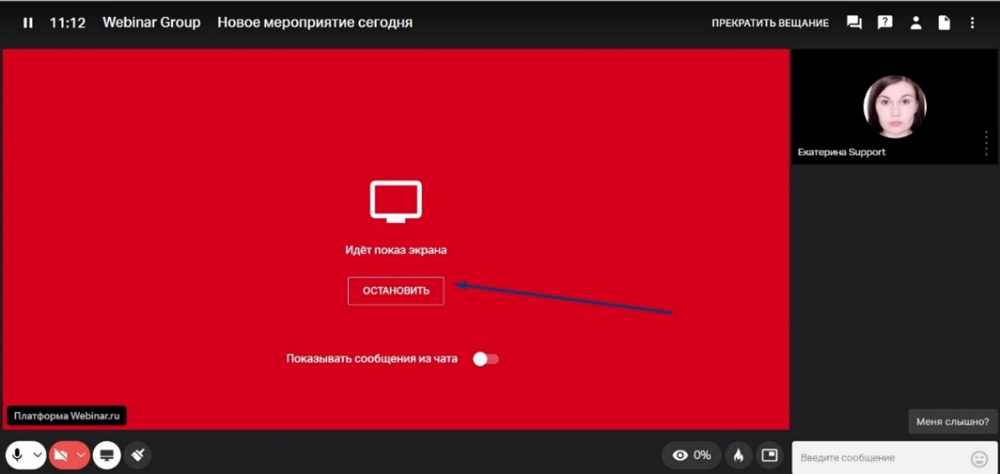 11:12 Webinar Group Новое мероприятие сегодня ПРЕКРАТИТЬ ВЕЩАНИЕ ?
Екатерина Support
Идёт показ экрана
ОСТАНОВИТЬ
Показывать сообщения из чата
Платформа Webinar.ru
Меня слышно?
0% Введите сообщение